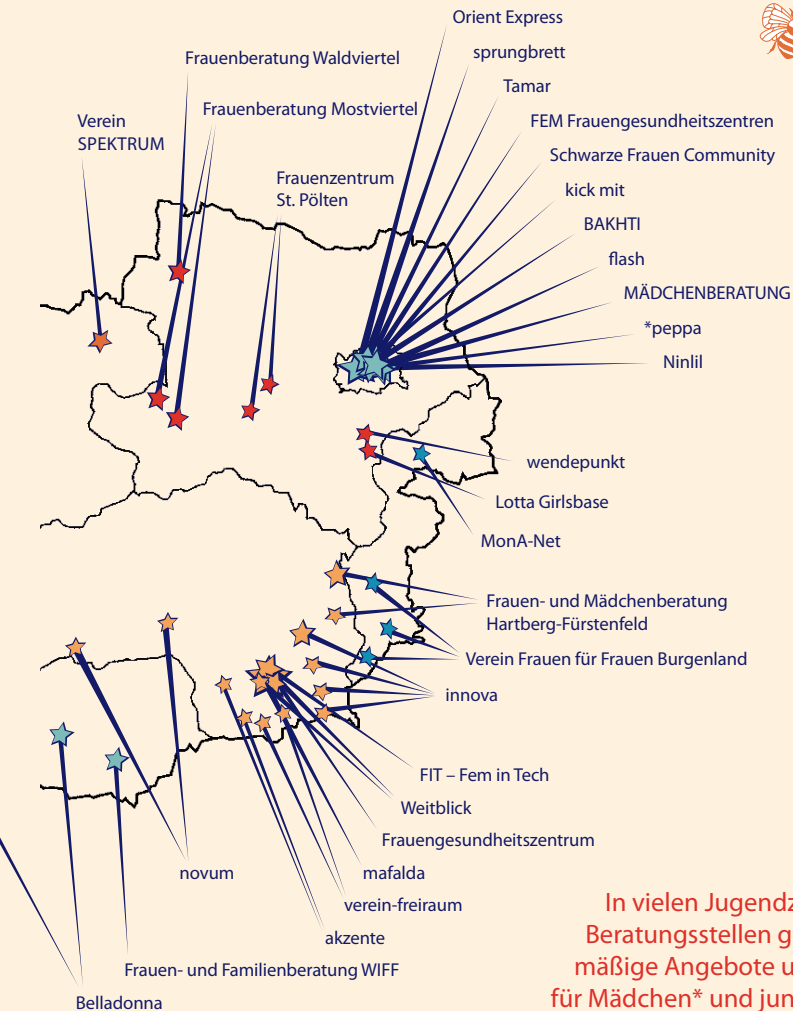 Orient Express
sprungbrett
Tamar
FEM Frauengesundheitszentren
Schwarze Frauen Community
kick mit
BAKHTI
flash
MÄDCHENBERATUNG
*peppa
Ninlil
Frauenberatung Waldviertel
Frauenberatung Mostviertel
Verein
SPEKTRUM
Frauenzentrum
St. Pölten
wendepunkt
Lotta Girlsbase
MonA-Net
Frauen- und Mädchenberatung
Hartberg-Fürstenfeld
Verein Frauen für Frauen Burgenland
innova
FIT – Fem in Tech
Weitblick
Frauengesundheitszentrum
mafalda
verein-freiraum
akzente
novum
Frauen- und Familienberatung WIFF
Belladonna
In vielen Jugendz
Beratungsstellen g
mäßige Angebote u
für Mädchen* und jun